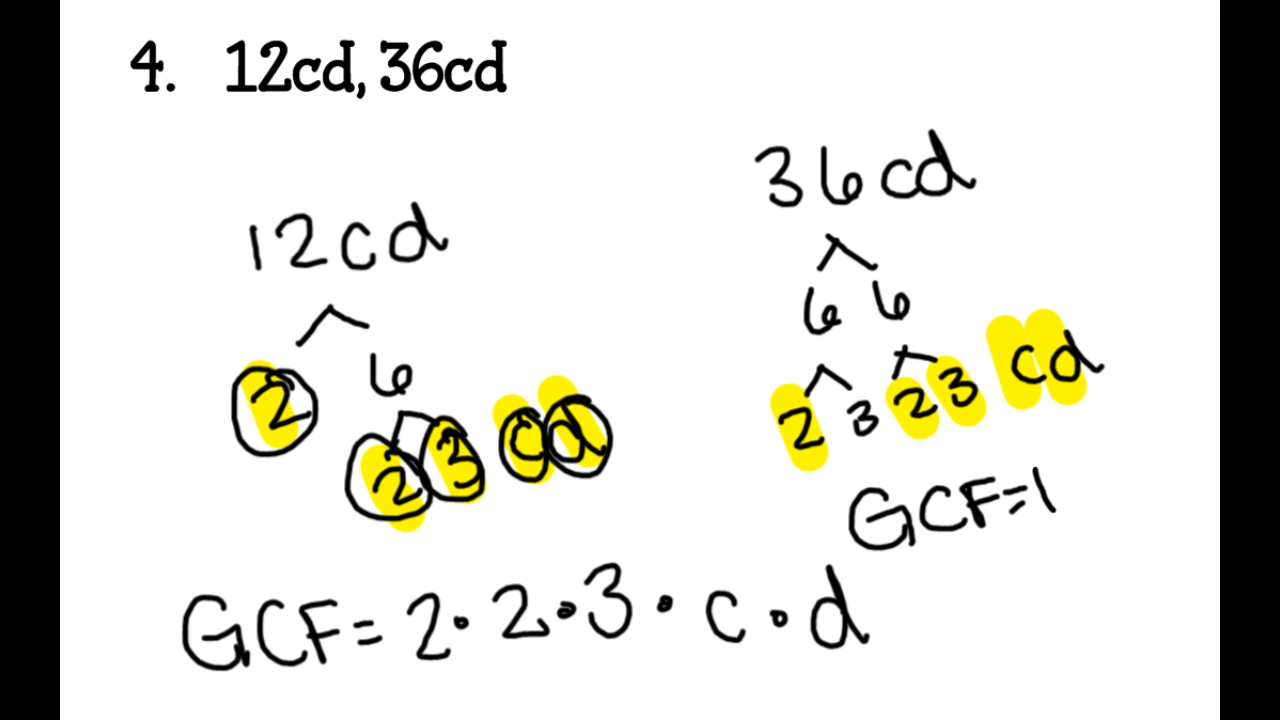 4. 12cd, 36cd
36cd
12cd
6 6
2 6
2 3 2 3 cd
2 3 cd
GCF=1
GCF= 2·2·3·c·d